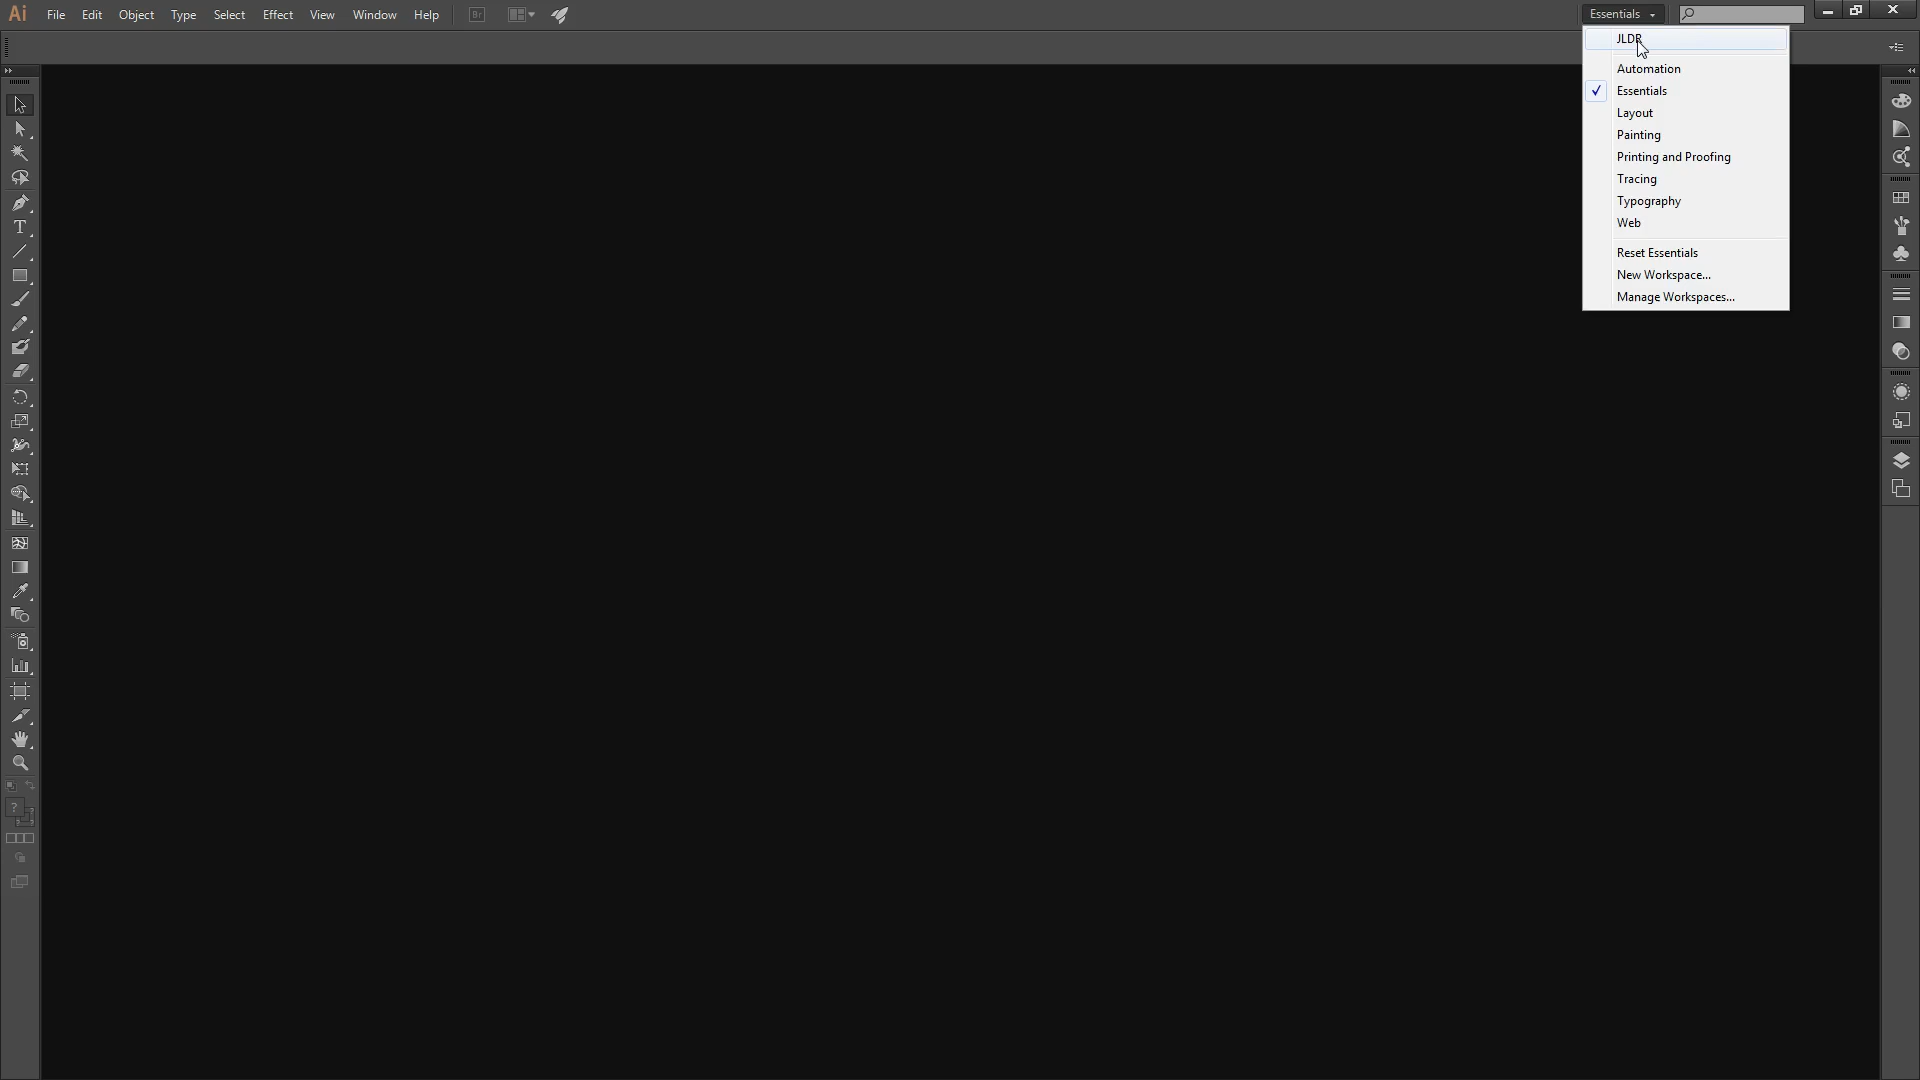 Ai File Edit Object Type Select Effect View Window Help Br Essentials
JLDR
Automation
Essentials
Layout
Painting
Printing and Proofing
Tracing
Typography
Web
Reset Essentials
New Workspace...
Manage Workspaces...
T
?